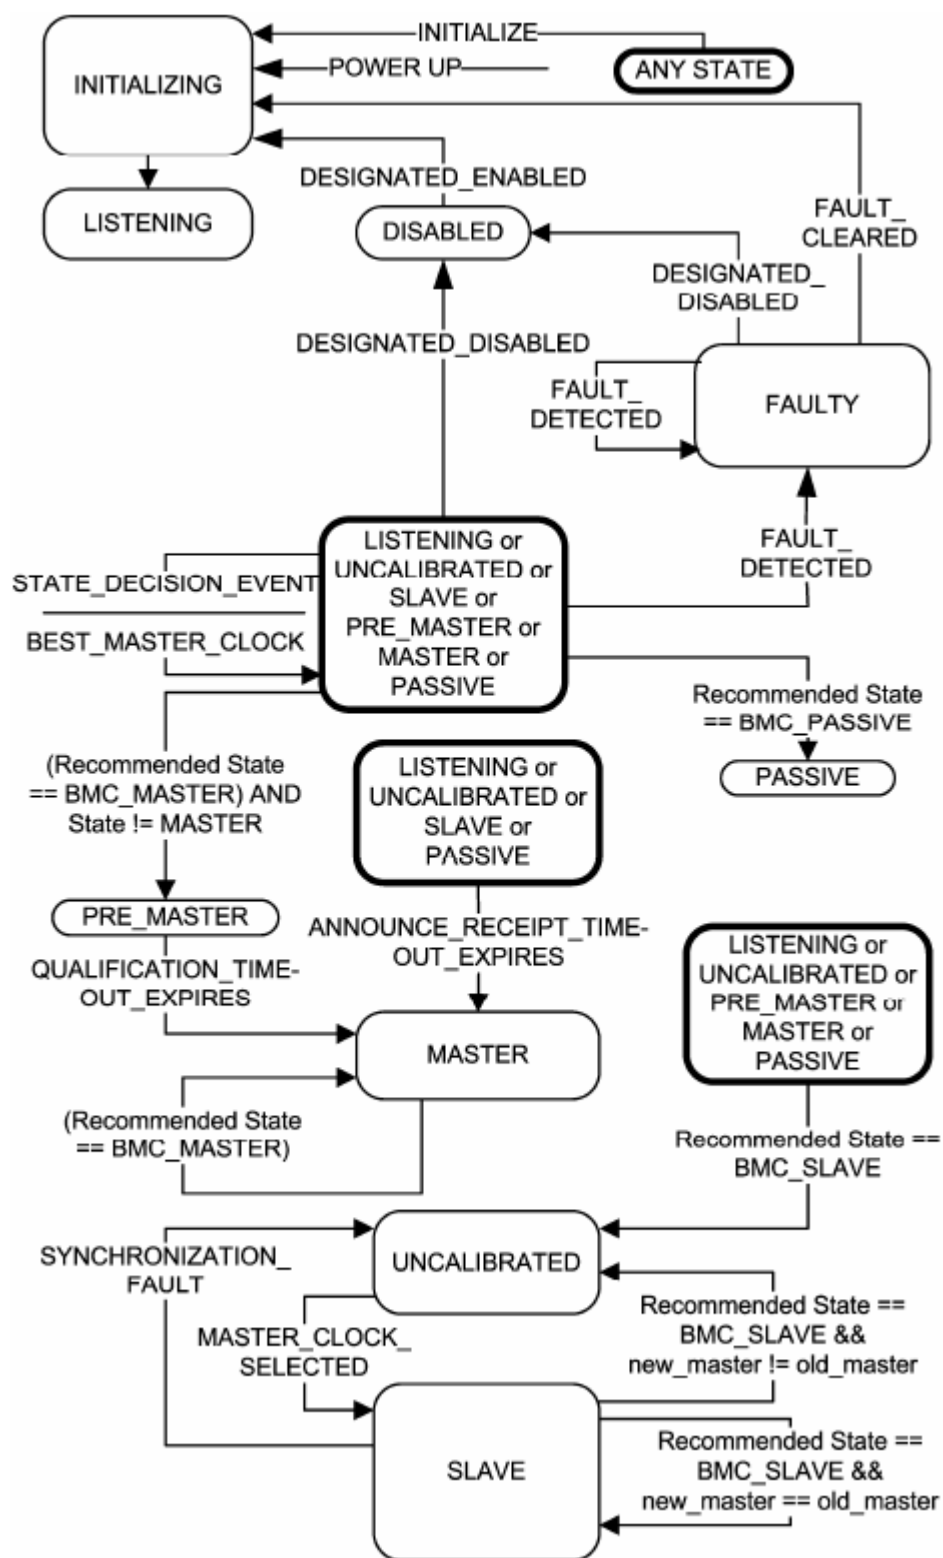 INITIALIZE
ANY STATE
POWER UP
INITIALIZING
DESIGNATED_ENABLED
LISTENING
DISABLED
FAULT_
CLEARED
DESIGNATED_
DISABLED
DESIGNATED_DISABLED
FAULT_
DETECTED
FAULTY
LISTENING or
UNCALIBRATED or
SLAVE or
PRE_MASTER or
MASTER or
PASSIVE
FAULT_
DETECTED
STATE_DECISION_EVENT
BEST_MASTER_CLOCK
Recommended State
== BMC_PASSIVE
PASSIVE
(Recommended State
== BMC_MASTER) AND
State != MASTER
LISTENING or
UNCALIBRATED or
SLAVE or
PASSIVE
PRE_MASTER
ANNOUNCE_RECEIPT_TIME-
OUT_EXPIRES
QUALIFICATION_TIME-
OUT_EXPIRES
LISTENING or
UNCALIBRATED or
PRE_MASTER or
MASTER or
PASSIVE
MASTER
(Recommended State
== BMC_MASTER)
Recommended State ==
BMC_SLAVE
SYNCHRONIZATION_
FAULT
UNCALIBRATED
MASTER_CLOCK_
SELECTED
Recommended State ==
BMC_SLAVE &&
new_master != old_master
SLAVE
Recommended State ==
BMC_SLAVE &&
new_master == old_master